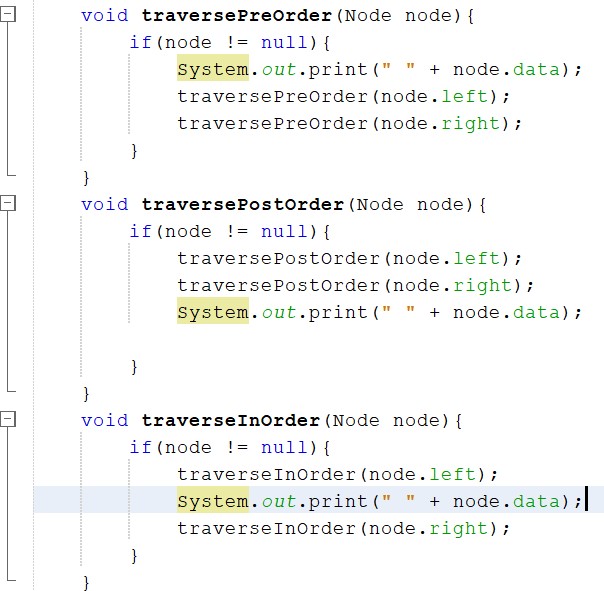 void traversePreOrder(Node node){
if(node != null){
System.out.print(" " + node.data);
traversePreOrder(node.left);
traversePreOrder(node.right);
}
}
void traversePostOrder(Node node){
if(node != null){
traversePostOrder(node.left);
traversePostOrder(node.right);
System.out.print(" " + node.data);
}
}
void traverseInOrder(Node node){
if(node != null){
traverseInOrder(node.left);
System.out.print(" " + node.data);
traverseInOrder(node.right);
}
}